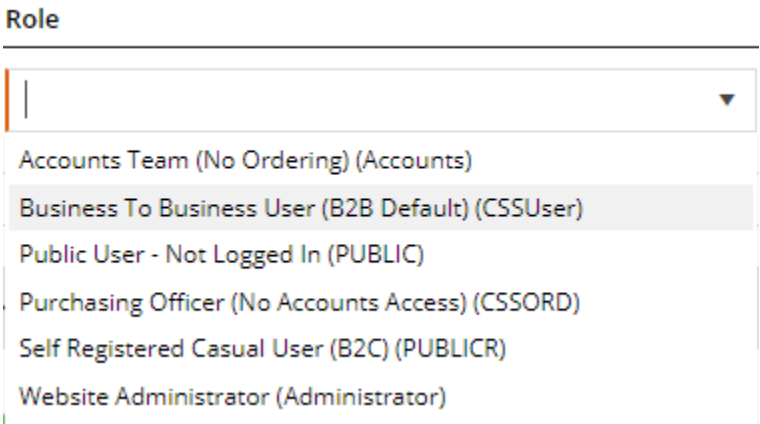 Role
Accounts Team (No Ordering) (Accounts)
Business To Business User (B2B Default) (CSSUser)
Public User - Not Logged In (PUBLIC)
Purchasing Officer (No Accounts Access) (CSSORD)
Self Registered Casual User (B2C) (PUBLICR)
Website Administrator (Administrator)